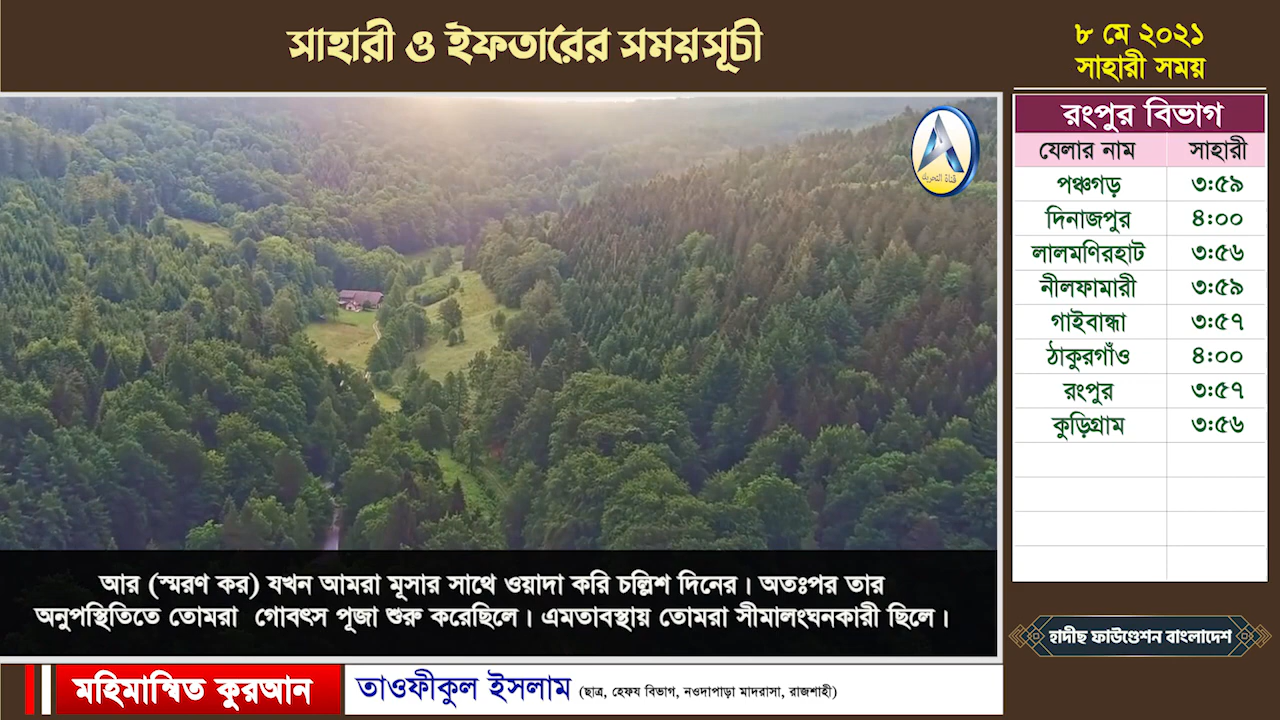 সাহারী ও ইফতারের সময়সূচী
৮ মে ২০২১
সাহারী সময়
রংপুর বিভাগ
যেলার নাম সাহারী
পঞ্চগড় ৩:৫৯
দিনাজপুর ৪:০০
লালমণিরহাট ৩:৫৬
নীলফামারী ৩:৫৯
গাইবান্ধা ৩:৫৭
ঠাকুরগাঁও ৪:০০
রংপুর ৩:৫৭
কুড়িগ্রাম ৩:৫৬
قناة التحريك
আর (স্মরণ কর) যখন আমরা মূসার সাথে ওয়াদা করি চল্লিশ দিনের। অতঃপর তার
অনুপস্থিতিতে তোমরা গোবৎস পূজা শুরু করেছিলে। এমতাবস্থায় তোমরা সীমালংঘনকারী ছিলে।
হাদীছ ফাউণ্ডেশন বাংলাদেশ
মহিমান্বিত কুরআন
তাওফীকুল ইসলাম (ছাত্র, হেফয বিভাগ, নওদাপাড়া মাদরাসা, রাজশাহী)